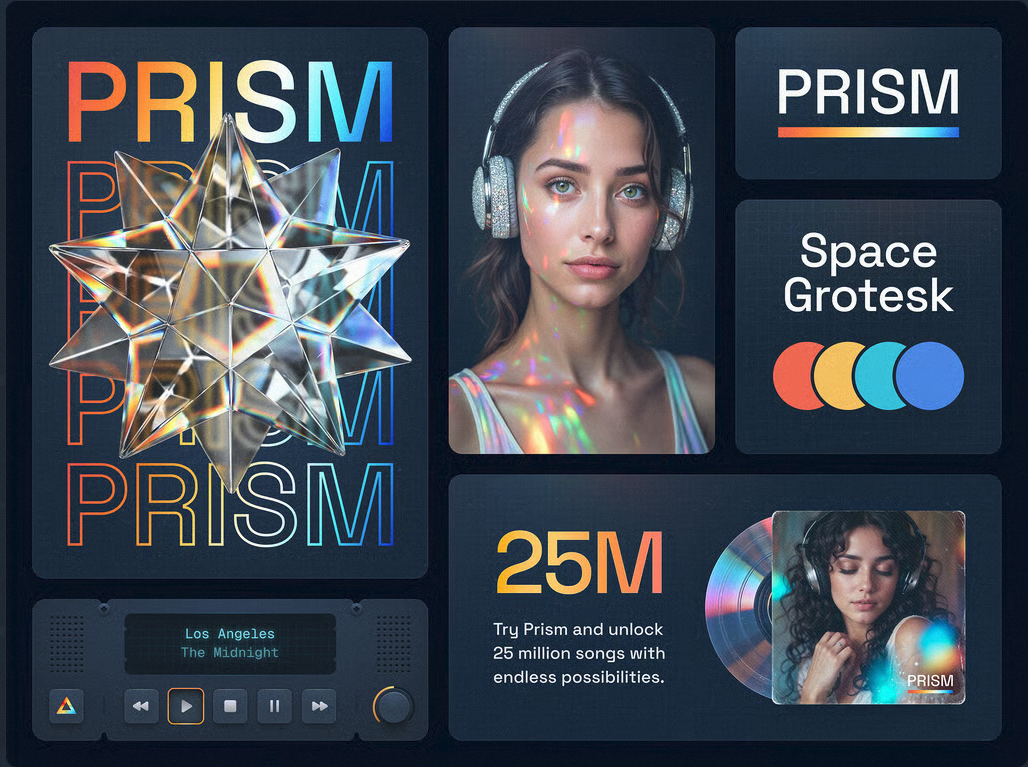 PRISM
PRISM
PRISM
PRISM
PRISM
Los Angeles
The Midnight
PRISM
Space
Grotesk
25M
Try Prism and unlock
25 million songs with
endless possibilities.
PRISM